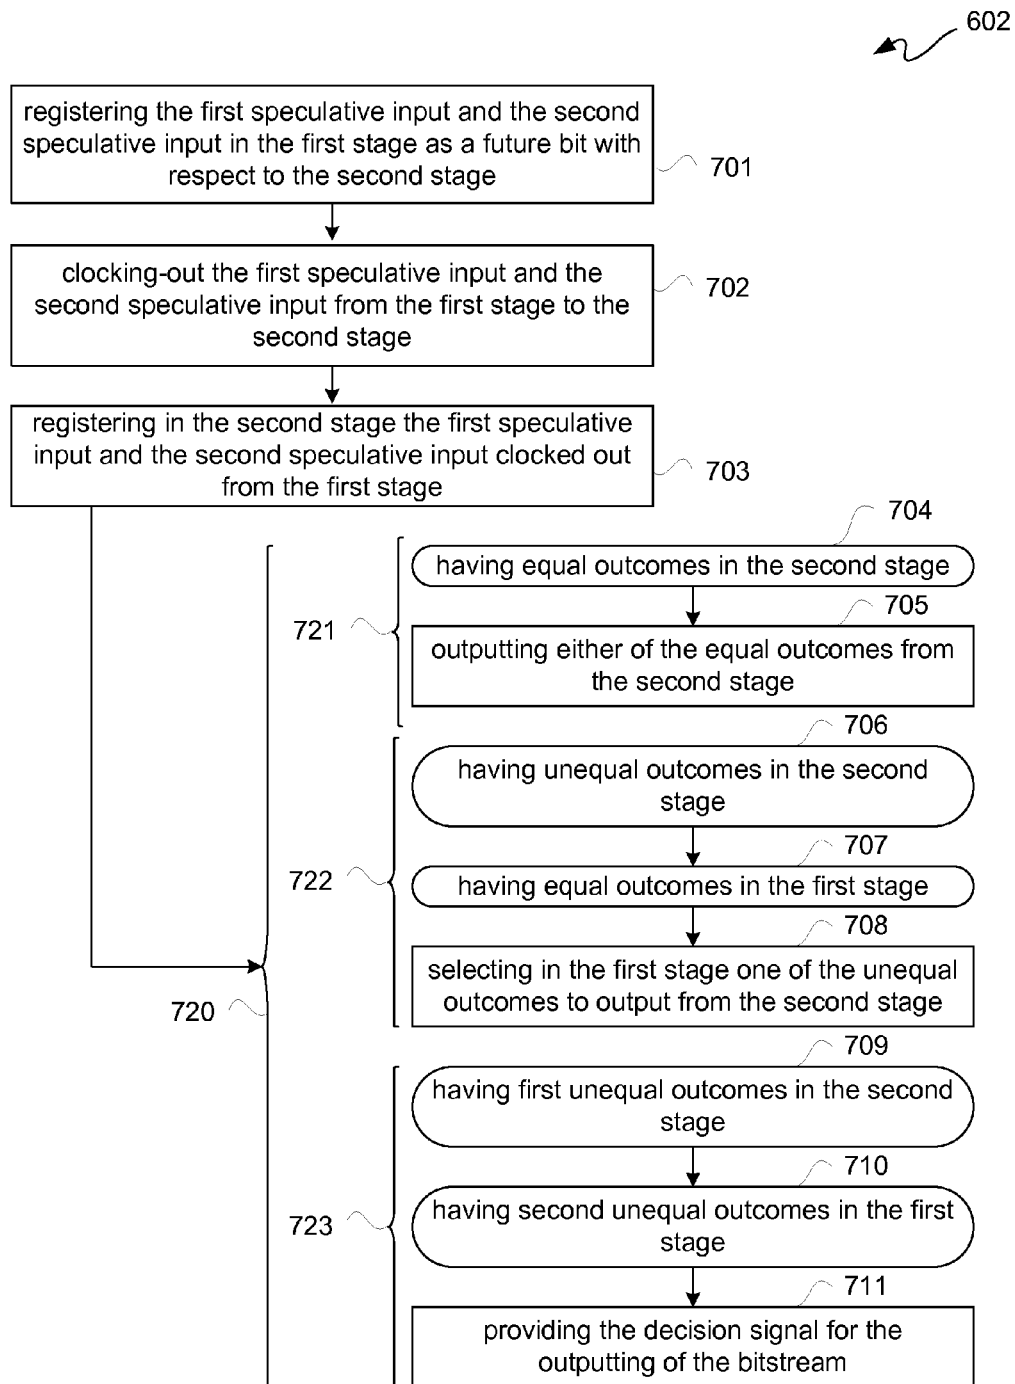 602
registering the first speculative input and the second
speculative input in the first stage as a future bit with
respect to the second stage
701
clocking-out the first speculative input and the
second speculative input from the first stage to the
second stage
702
registering in the second stage the first speculative
input and the second speculative input clocked out
from the first stage
703
704
having equal outcomes in the second stage
705
721
outputting either of the equal outcomes from
the second stage
706
having unequal outcomes in the second
stage
707
722
having equal outcomes in the first stage
708
selecting in the first stage one of the unequal
outcomes to output from the second stage
720
709
having first unequal outcomes in the second
stage
710
723
having second unequal outcomes in the first
stage
711
providing the decision signal for the
outputting of the bitstream